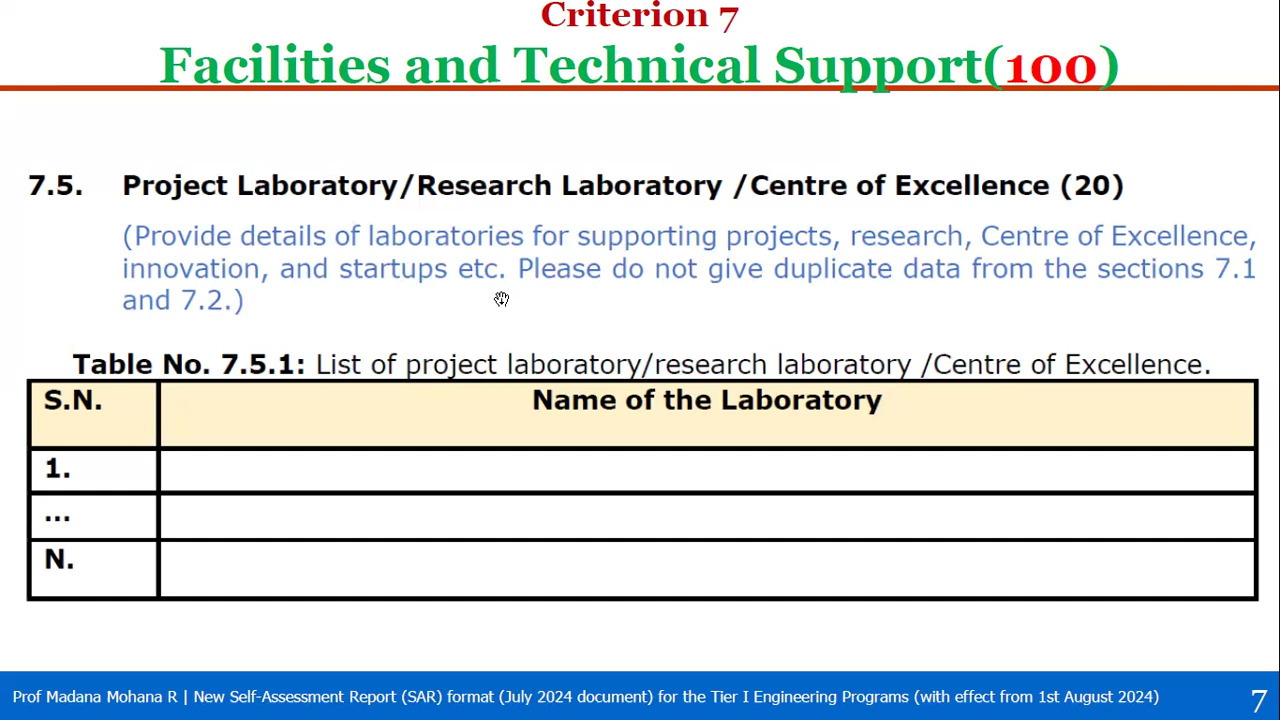 Criterion 7
Facilities and Technical Support(100)
7.5. Project Laboratory/Research Laboratory /Centre of Excellence (20)
(Provide details of laboratories for supporting projects, research, Centre of Excellence,
innovation, and startups etc. Please do not give duplicate data from the sections 7.1
and 7.2.)
Table No. 7.5.1: List of project laboratory/research laboratory /Centre of Excellence.
S.N. Name of the Laboratory
1.
...
N.
Prof Madana Mohana R | New Self-Assessment Report (SAR) format (July 2024 document) for the Tier I Engineering Programs (with effect from 1st August 2024) 7